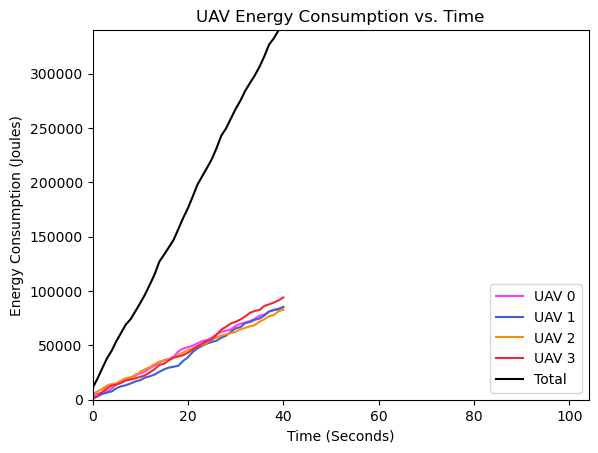 UAV Energy Consumption vs. Time
Energy Consumption (Joules)
300000
250000
200000
150000
100000
50000
0
0 20 40 60 80 100
Time (Seconds)
UAV 0
UAV 1
UAV 2
UAV 3
Total